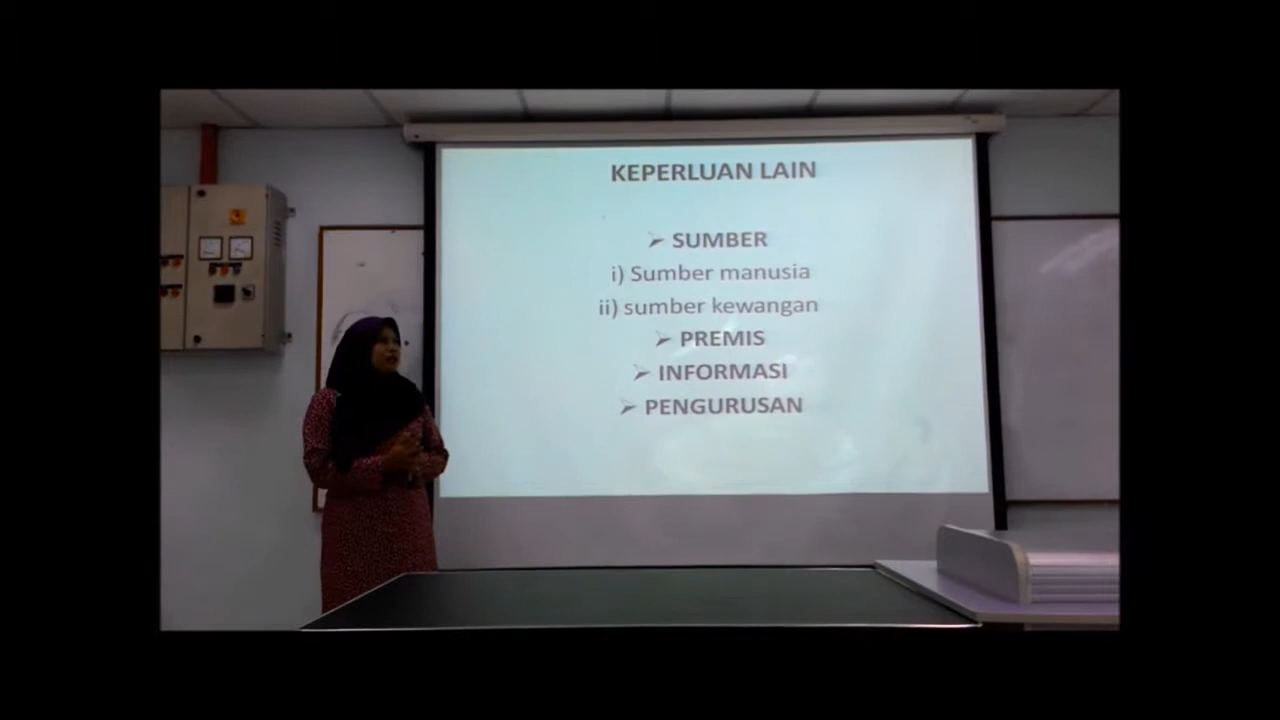 KEPERLUAN LAIN
➢ SUMBER
i) Sumber manusia
ii) sumber kewangan
➢ PREMIS
➢ INFORMASI
➢ PENGURUSAN